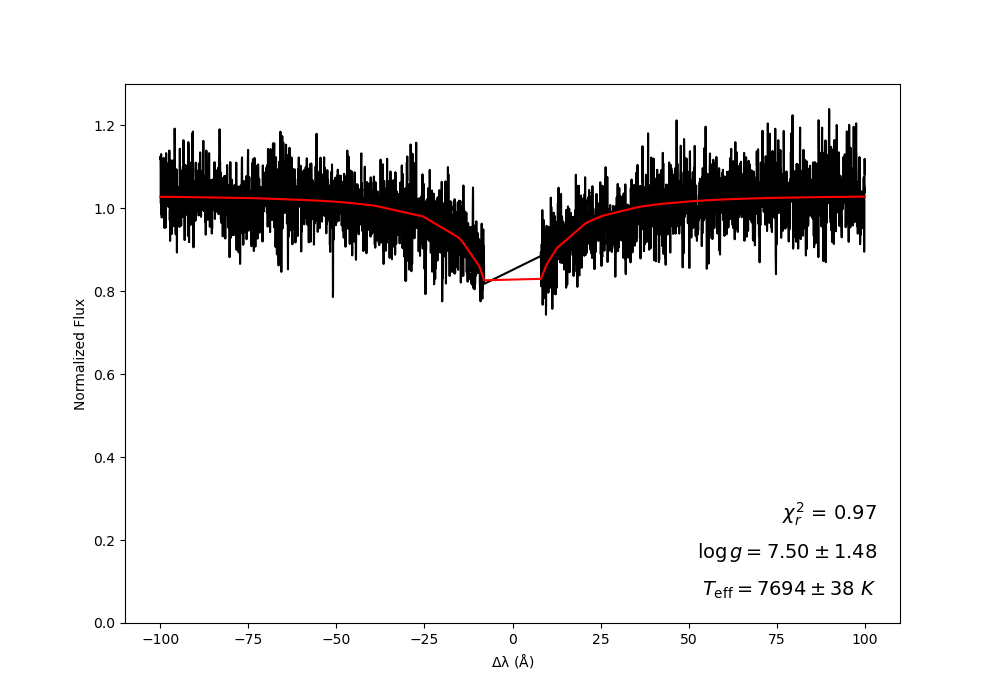 1.2
1.0
0.8
0.6
0.4
0.2
0.0
Normalized Flux
χ²ᵣ = 0.97
log g = 7.50 ± 1.48
T_eff = 7694 ± 38 K
−100 −75 −50 −25 0 25 50 75 100
Δλ (Å)